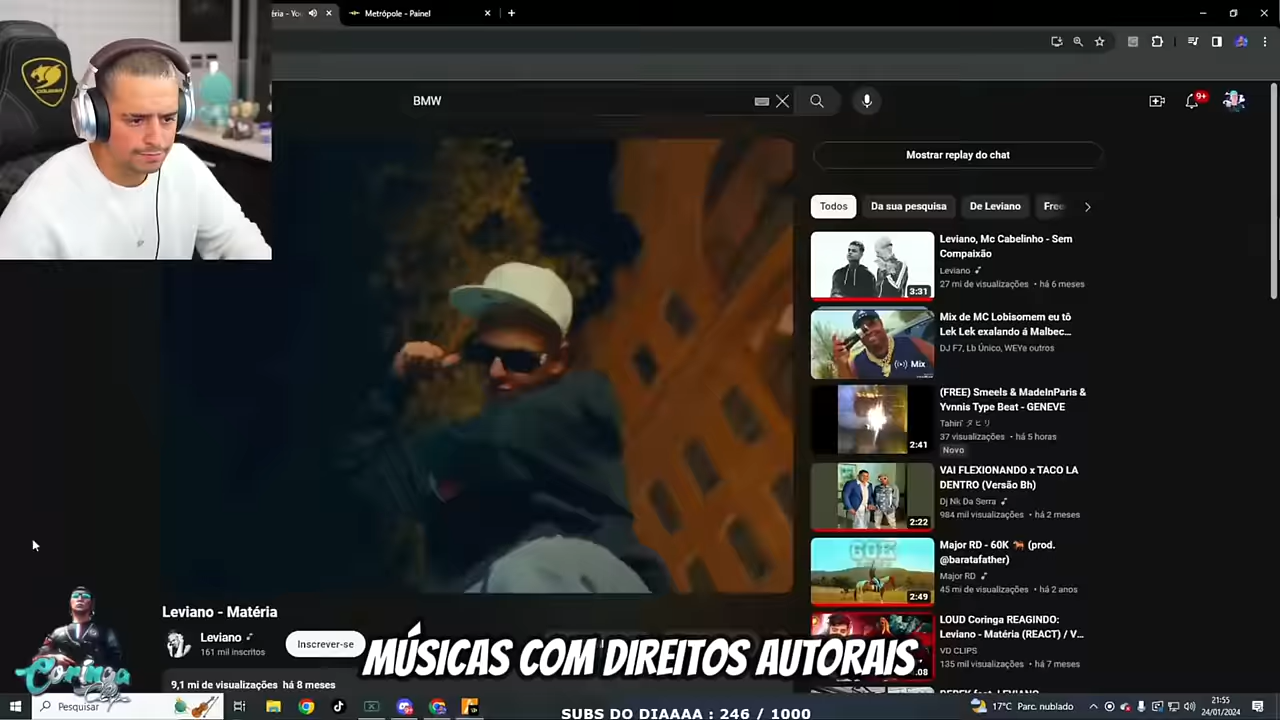 Metrópole - Painel
BMW
9+
Mostrar replay do chat
Todos
Da sua pesquisa
De Leviano
Leviano, Mc Cabelinho - Sem
Compaixão
Leviano
27 mi de visualizações • há 6 meses
3:31
Mix de MC Lobisomem eu tô
Lek Lek exalando á Malbec...
DJ F7, Lb Único, WEYe outros
Mix
(FREE) Smeels & MadeInParis &
Yvnnis Type Beat - GENEVE
Tahiri
37 visualizações • há 5 horas
Novo
2:41
VAI FLEXIONANDO x TACO LA
DENTRO (Versão Bh)
Dj Nk Da Serra
984 mil visualizações • há 2 meses
2:22
Major RD - 60K 🐎 (prod.
@baratafather)
Major RD
45 mi de visualizações • há 2 anos
60K
2:49
LOUD Coringa REAGINDO:
Leviano - Matéria (REACT) / V...
VD CLIPS
135 mil visualizações • há 7 meses
Leviano - Matéria
Leviano
161 mil inscritos
Inscrever-se
9,1 mi de visualizações há 8 meses
MÚSICAS COM DIREITOS AUTORAIS
Coringa
Clips
COUGAR
Pesquisar
SUBS DO DIAAAA : 246 / 1000
17°C Parc. nublado
21:55
24/01/2024